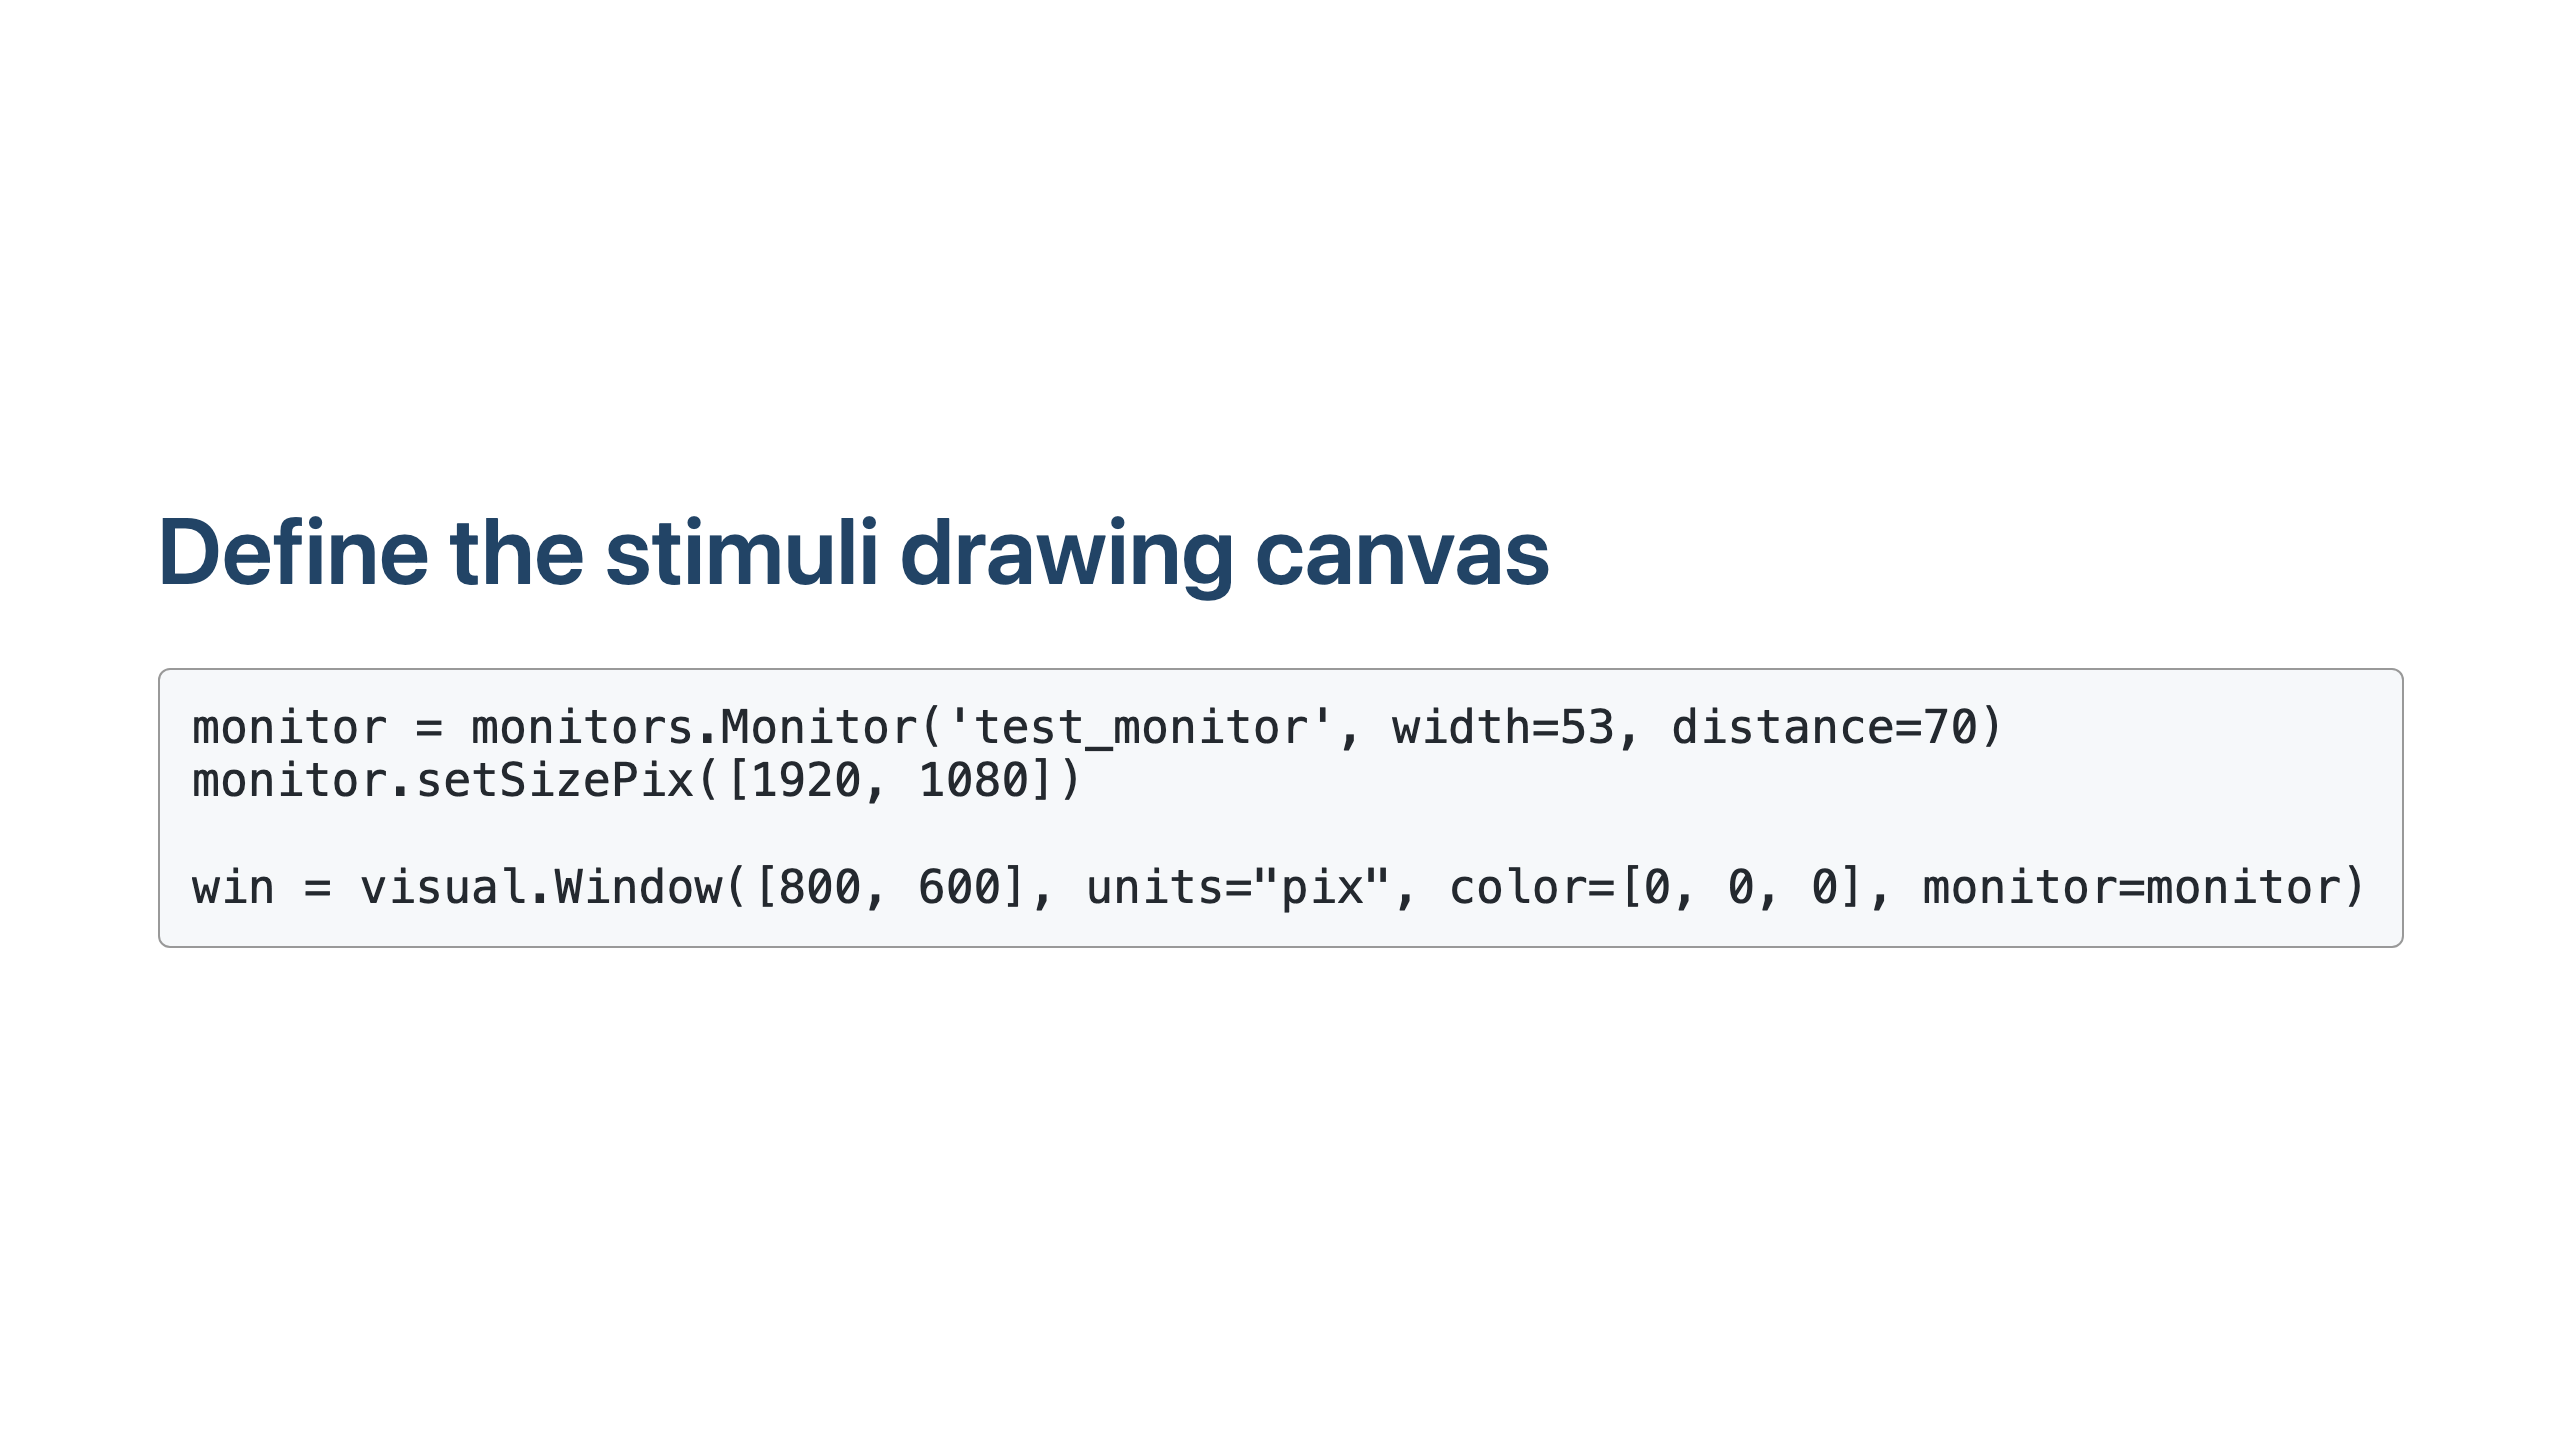 Define the stimuli drawing canvas
monitor = monitors.Monitor('test_monitor', width=53, distance=70)
monitor.setSizePix([1920, 1080])
win = visual.Window([800, 600], units="pix", color=[0, 0, 0], monitor=monitor)